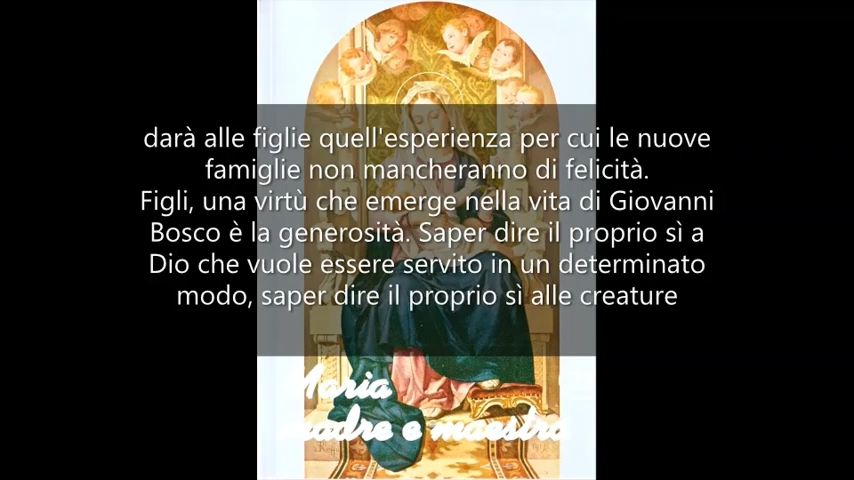 darà alle figlie quell'esperienza per cui le nuove
famiglie non mancheranno di felicità.
Figli, una virtù che emerge nella vita di Giovanni
Bosco è la generosità. Saper dire il proprio sì a
Dio che vuole essere servito in un determinato
modo, saper dire il proprio sì alle creature
Maria
madre e maestra